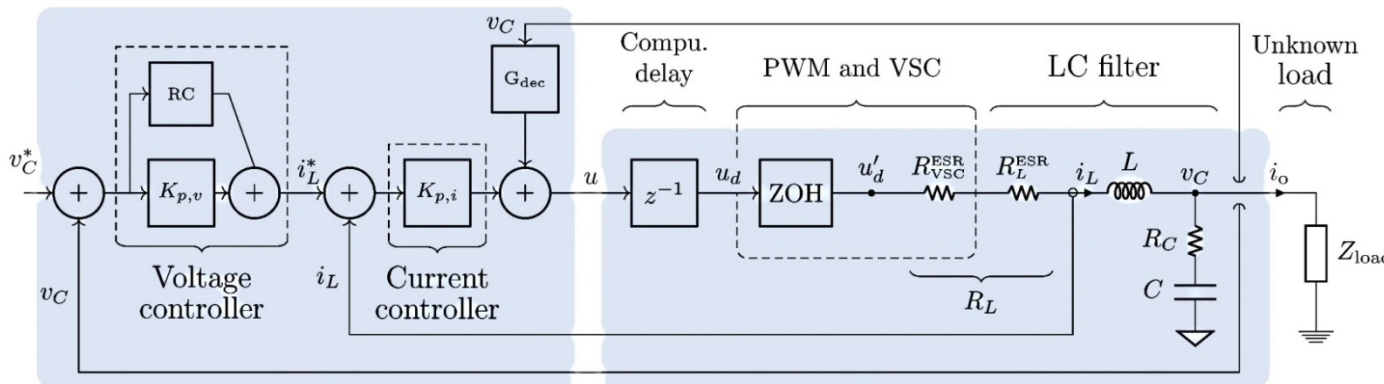 v_C
Compu.
delay
PWM and VSC
LC filter
Unknown
load
RC
G_dec
v_C^*
+
K_{p,v}
+
i_L^*
+
K_{p,i}
+
u
z^{-1}
u_d
ZOH
u_d'
R_VSC^ESR
R_L^ESR
i_L
L
v_C
i_o
R_C
C
Z_load
R_L
Voltage
controller
i_L
Current
controller
v_C